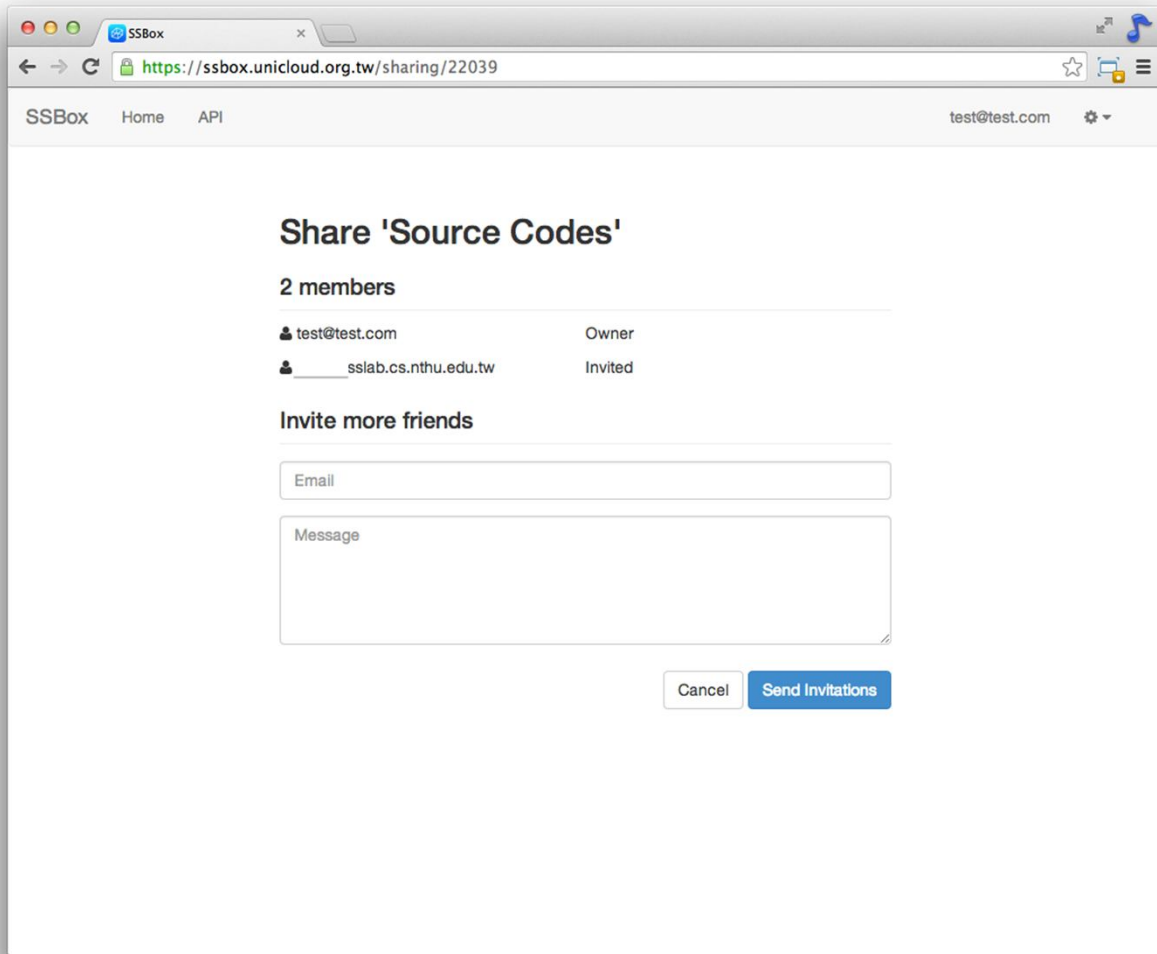 SSBox
https://ssbox.unicloud.org.tw/sharing/22039
SSBox Home API test@test.com
Share 'Source Codes'
2 members
test@test.com Owner
sslab.cs.nthu.edu.tw Invited
Invite more friends
Email
Message
Cancel Send Invitations